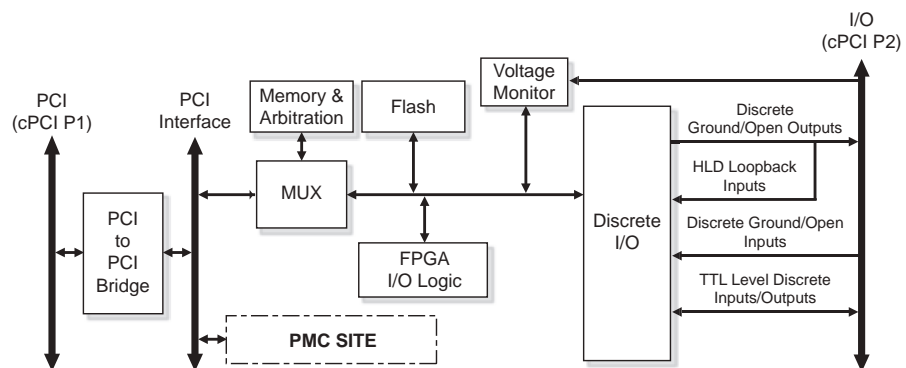 I/O
(cPCI P2)
PCI
(cPCI P1)
PCI
Interface
Memory &
Arbitration
Flash
Voltage
Monitor
Discrete
Ground/Open Outputs
HLD Loopback
Inputs
MUX
PCI
to
PCI
Bridge
Discrete
I/O
Discrete Ground/Open
Inputs
FPGA
I/O Logic
TTL Level Discrete
Inputs/Outputs
PMC SITE